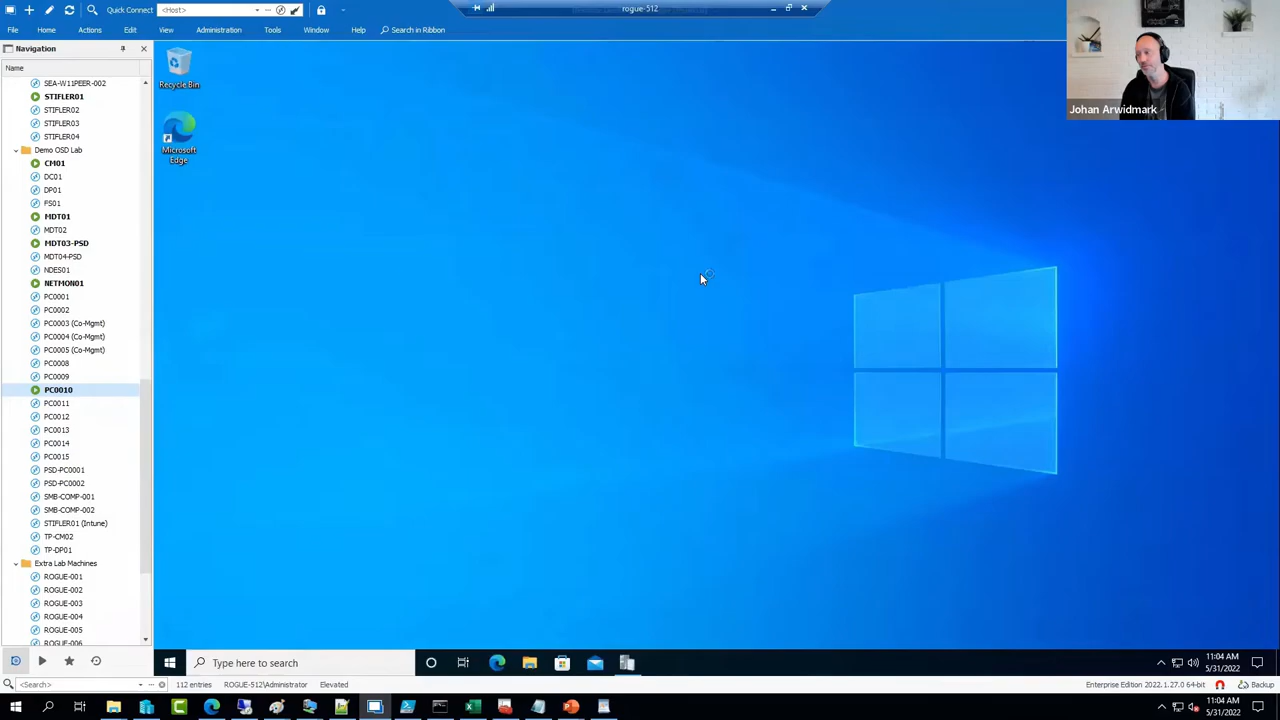 Quick Connect
<Host>
rogue-512
File
Home
Actions
Edit
View
Administration
Tools
Window
Help
Search in Ribbon
Navigation
Name
SEA-W11PEER-002
STIFLER01
STIFLER02
STIFLER03
STIFLER04
Demo OSD Lab
CM01
DC01
DP01
FS01
MDT01
MDT02
MDT03-PSD
MDT04-PSD
NDES01
NETMON01
PC0001
PC0002
PC0003 (Co-Mgmt)
PC0004 (Co-Mgmt)
PC0005 (Co-Mgmt)
PC0008
PC0009
PC0010
PC0011
PC0012
PC0013
PC0014
PC0015
PSD-PC0001
PSD-PC0002
SMB-COMP-001
SMB-COMP-002
STIFLER01 (Intune)
TP-CM02
TP-DP01
Extra Lab Machines
ROGUE-001
ROGUE-002
ROGUE-003
ROGUE-004
ROGUE-005
ROGUE-006
Recycle Bin
Microsoft
Edge
Johan Arwidmark
Type here to search
11:04 AM
5/31/2022
<Search>
112 entries
ROGUE-512\Administrator
Elevated
Enterprise Edition 2022.1.27.0 64-bit
Backup
11:04 AM
5/31/2022